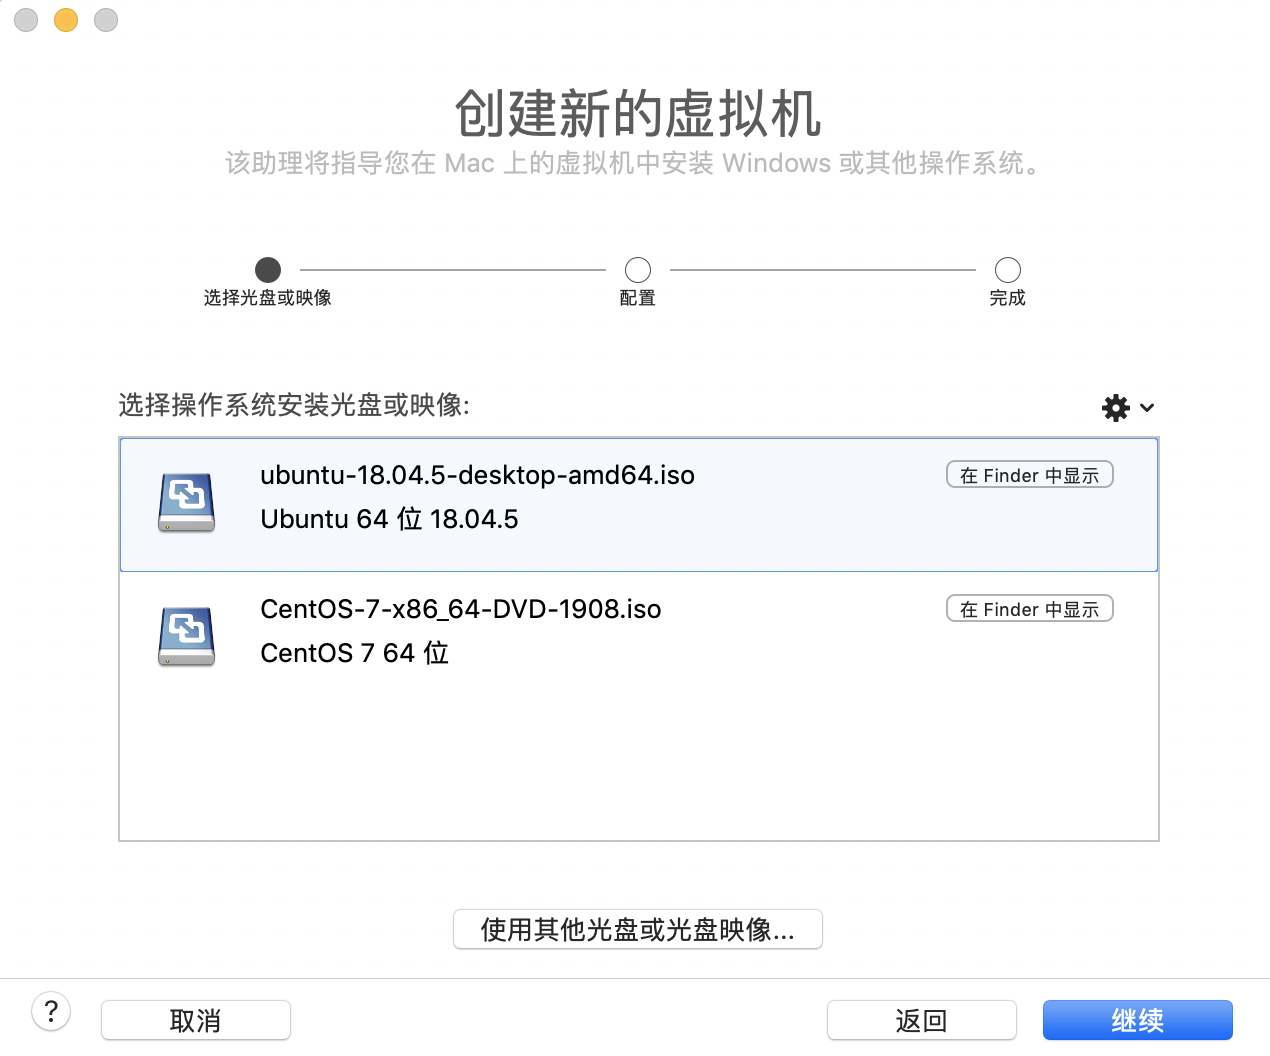 创建新的虚拟机
该助理将指导您在 Mac 上的虚拟机中安装 Windows 或其他操作系统。
选择光盘或映像
配置
完成
选择操作系统安装光盘或映像:
ubuntu-18.04.5-desktop-amd64.iso
在 Finder 中显示
Ubuntu 64 位 18.04.5
CentOS-7-x86_64-DVD-1908.iso
在 Finder 中显示
CentOS 7 64 位
使用其他光盘或光盘映像...
?
取消
返回
继续